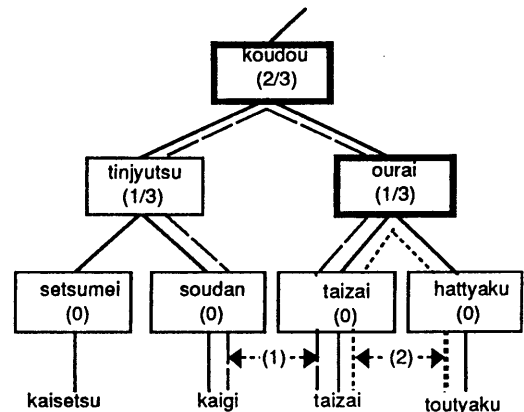 koudou
(2/3)
tinjyutsu
(1/3)
ourai
(1/3)
setsumei
(0)
soudan
(0)
taizai
(0)
hattyaku
(0)
(1)
(2)
kaisetsu
kaigi
taizai
toutyaku